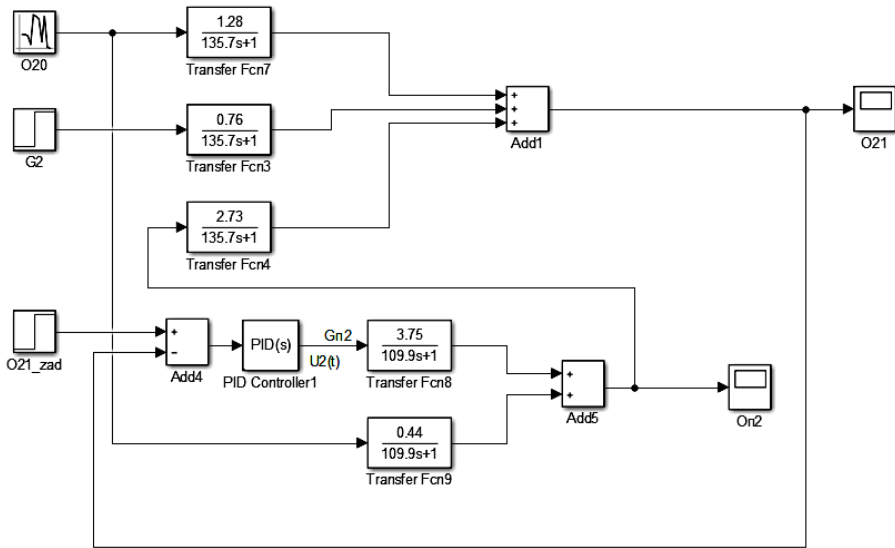 O20
1.28
135.7s+1
Transfer Fcn7
G2
0.76
135.7s+1
Transfer Fcn3
+
+
+
Add1
O21
2.73
135.7s+1
Transfer Fcn4
O21_zad
+
−
Add4
PID(s)
PID Controller1
Gп2
U2(t)
3.75
109.9s+1
Transfer Fcn8
+
+
Add5
Oп2
0.44
109.9s+1
Transfer Fcn9